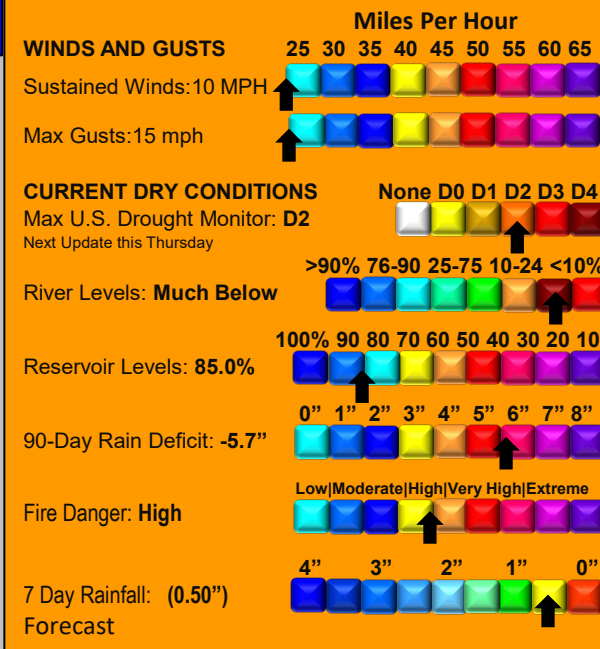 Miles Per Hour
WINDS AND GUSTS 25 30 35 40 45 50 55 60 65
Sustained Winds:10 MPH
Max Gusts:15 mph
CURRENT DRY CONDITIONS None D0 D1 D2 D3 D4
Max U.S. Drought Monitor: D2
Next Update this Thursday
>90% 76-90 25-75 10-24 <10%
River Levels: Much Below
100% 90 80 70 60 50 40 30 20 10
Reservoir Levels: 85.0%
0” 1” 2” 3” 4” 5” 6” 7” 8”
90-Day Rain Deficit: -5.7”
Low|Moderate|High|Very High|Extreme
Fire Danger: High
4” 3” 2” 1” 0”
7 Day Rainfall: (0.50”)
Forecast